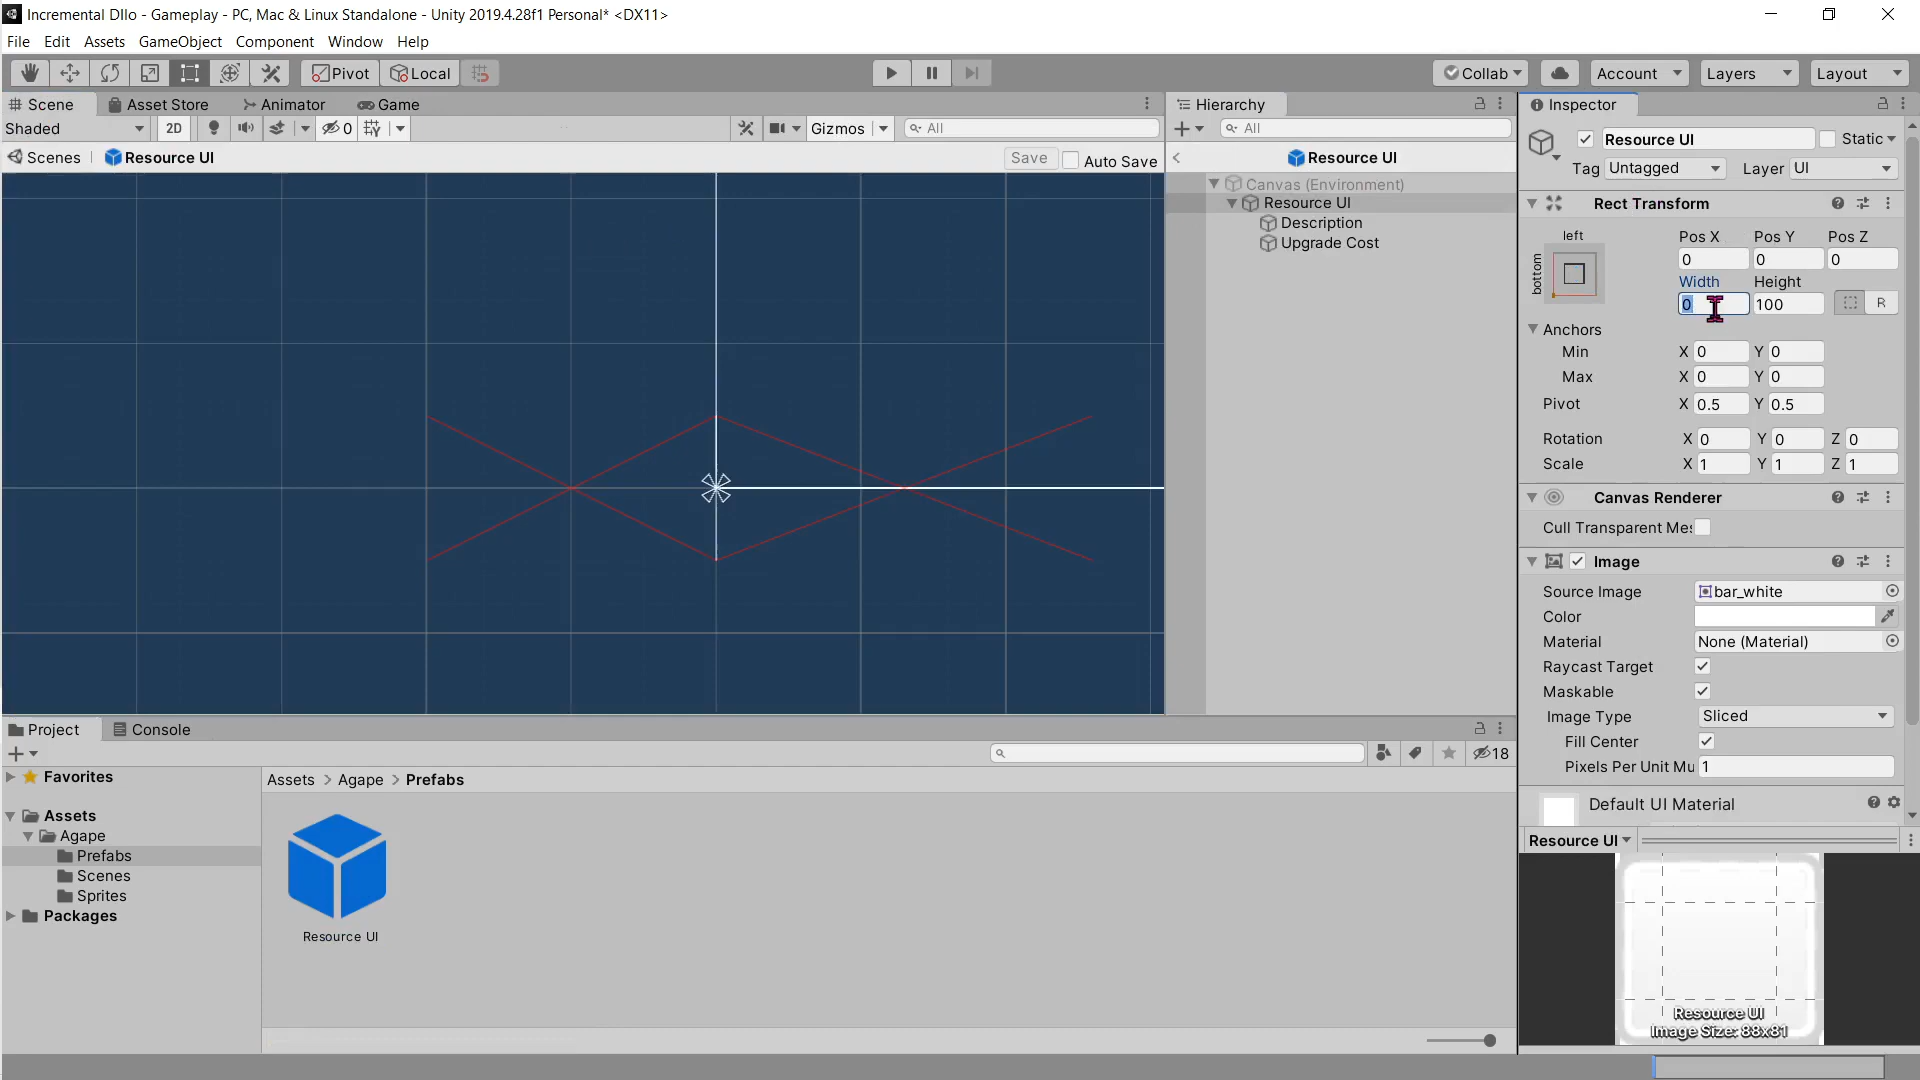 Incremental DIlo - Gameplay - PC, Mac & Linux Standalone - Unity 2019.4.28f1 Personal* <DX11>
File Edit Assets GameObject Component Window Help
Pivot Local Collab Account Layers Layout
Scene Asset Store Animator Game
Shaded 2D 0 Gizmos All
Scenes Resource UI Save Auto Save
Hierarchy
All
Resource UI
Canvas (Environment)
Resource UI
Description
Upgrade Cost
Inspector
Resource UI Static
Tag Untagged Layer UI
Rect Transform
left
bottom
Pos X Pos Y Pos Z
0 0 0
Width Height
0 100 R
Anchors
Min X 0 Y 0
Max X 0 Y 0
Pivot X 0.5 Y 0.5
Rotation X 0 Y 0 Z 0
Scale X 1 Y 1 Z 1
Canvas Renderer
Cull Transparent Me
Image
Source Image bar_white
Color
Material None (Material)
Raycast Target
Maskable
Image Type Sliced
Fill Center
Pixels Per Unit Mu 1
Default UI Material
Resource UI
Resource UI
Image Size: 88x81
Project Console
18
Favorites
Assets
Agape
Prefabs
Scenes
Sprites
Packages
Assets > Agape > Prefabs
Resource UI